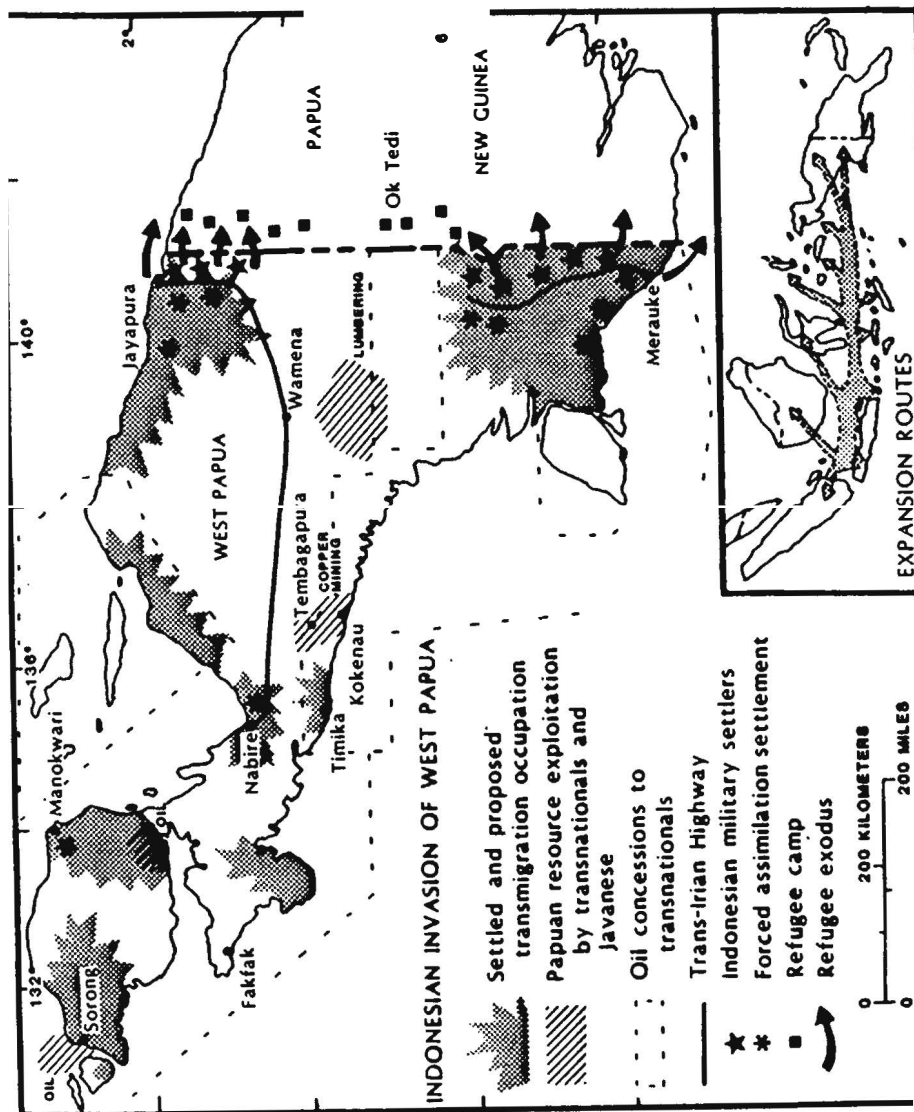 132°
136°
140°
2°
6
OIL
Sorong
Manokwari
OIL
Fakfak
Nabire
Timika
Kokenau
Tembagapura
COPPER
MINING
WEST PAPUA
Jayapura
Wamena
LUMBERING
Merauke
PAPUA
Ok Tedi
NEW GUINEA
INDONESIAN INVASION OF WEST PAPUA
Settled and proposed
transmigration occupation
Papuan resource exploitation
by transnationals and
Javanese
Oil concessions to
transnationals
Trans-Irian Highway
Indonesian military settlers
Forced assimilation settlement
Refugee camp
Refugee exodus
0 200 KILOMETERS
0 200 MILES
EXPANSION ROUTES